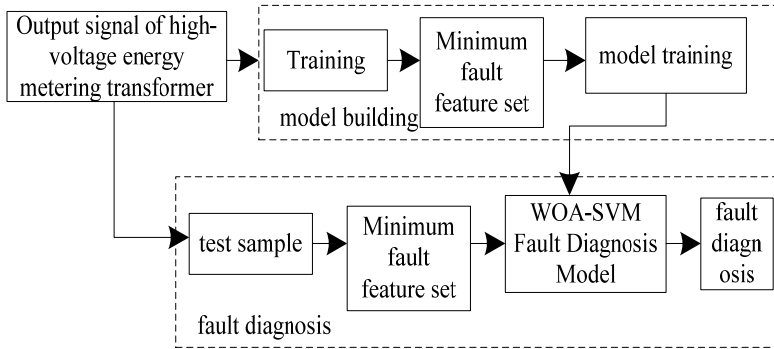 Output signal of high-
voltage energy
metering transformer
Training
Minimum
fault
feature set
model training
model building
test sample
Minimum
fault
feature set
WOA-SVM
Fault Diagnosis
Model
fault
diagn
osis
fault diagnosis